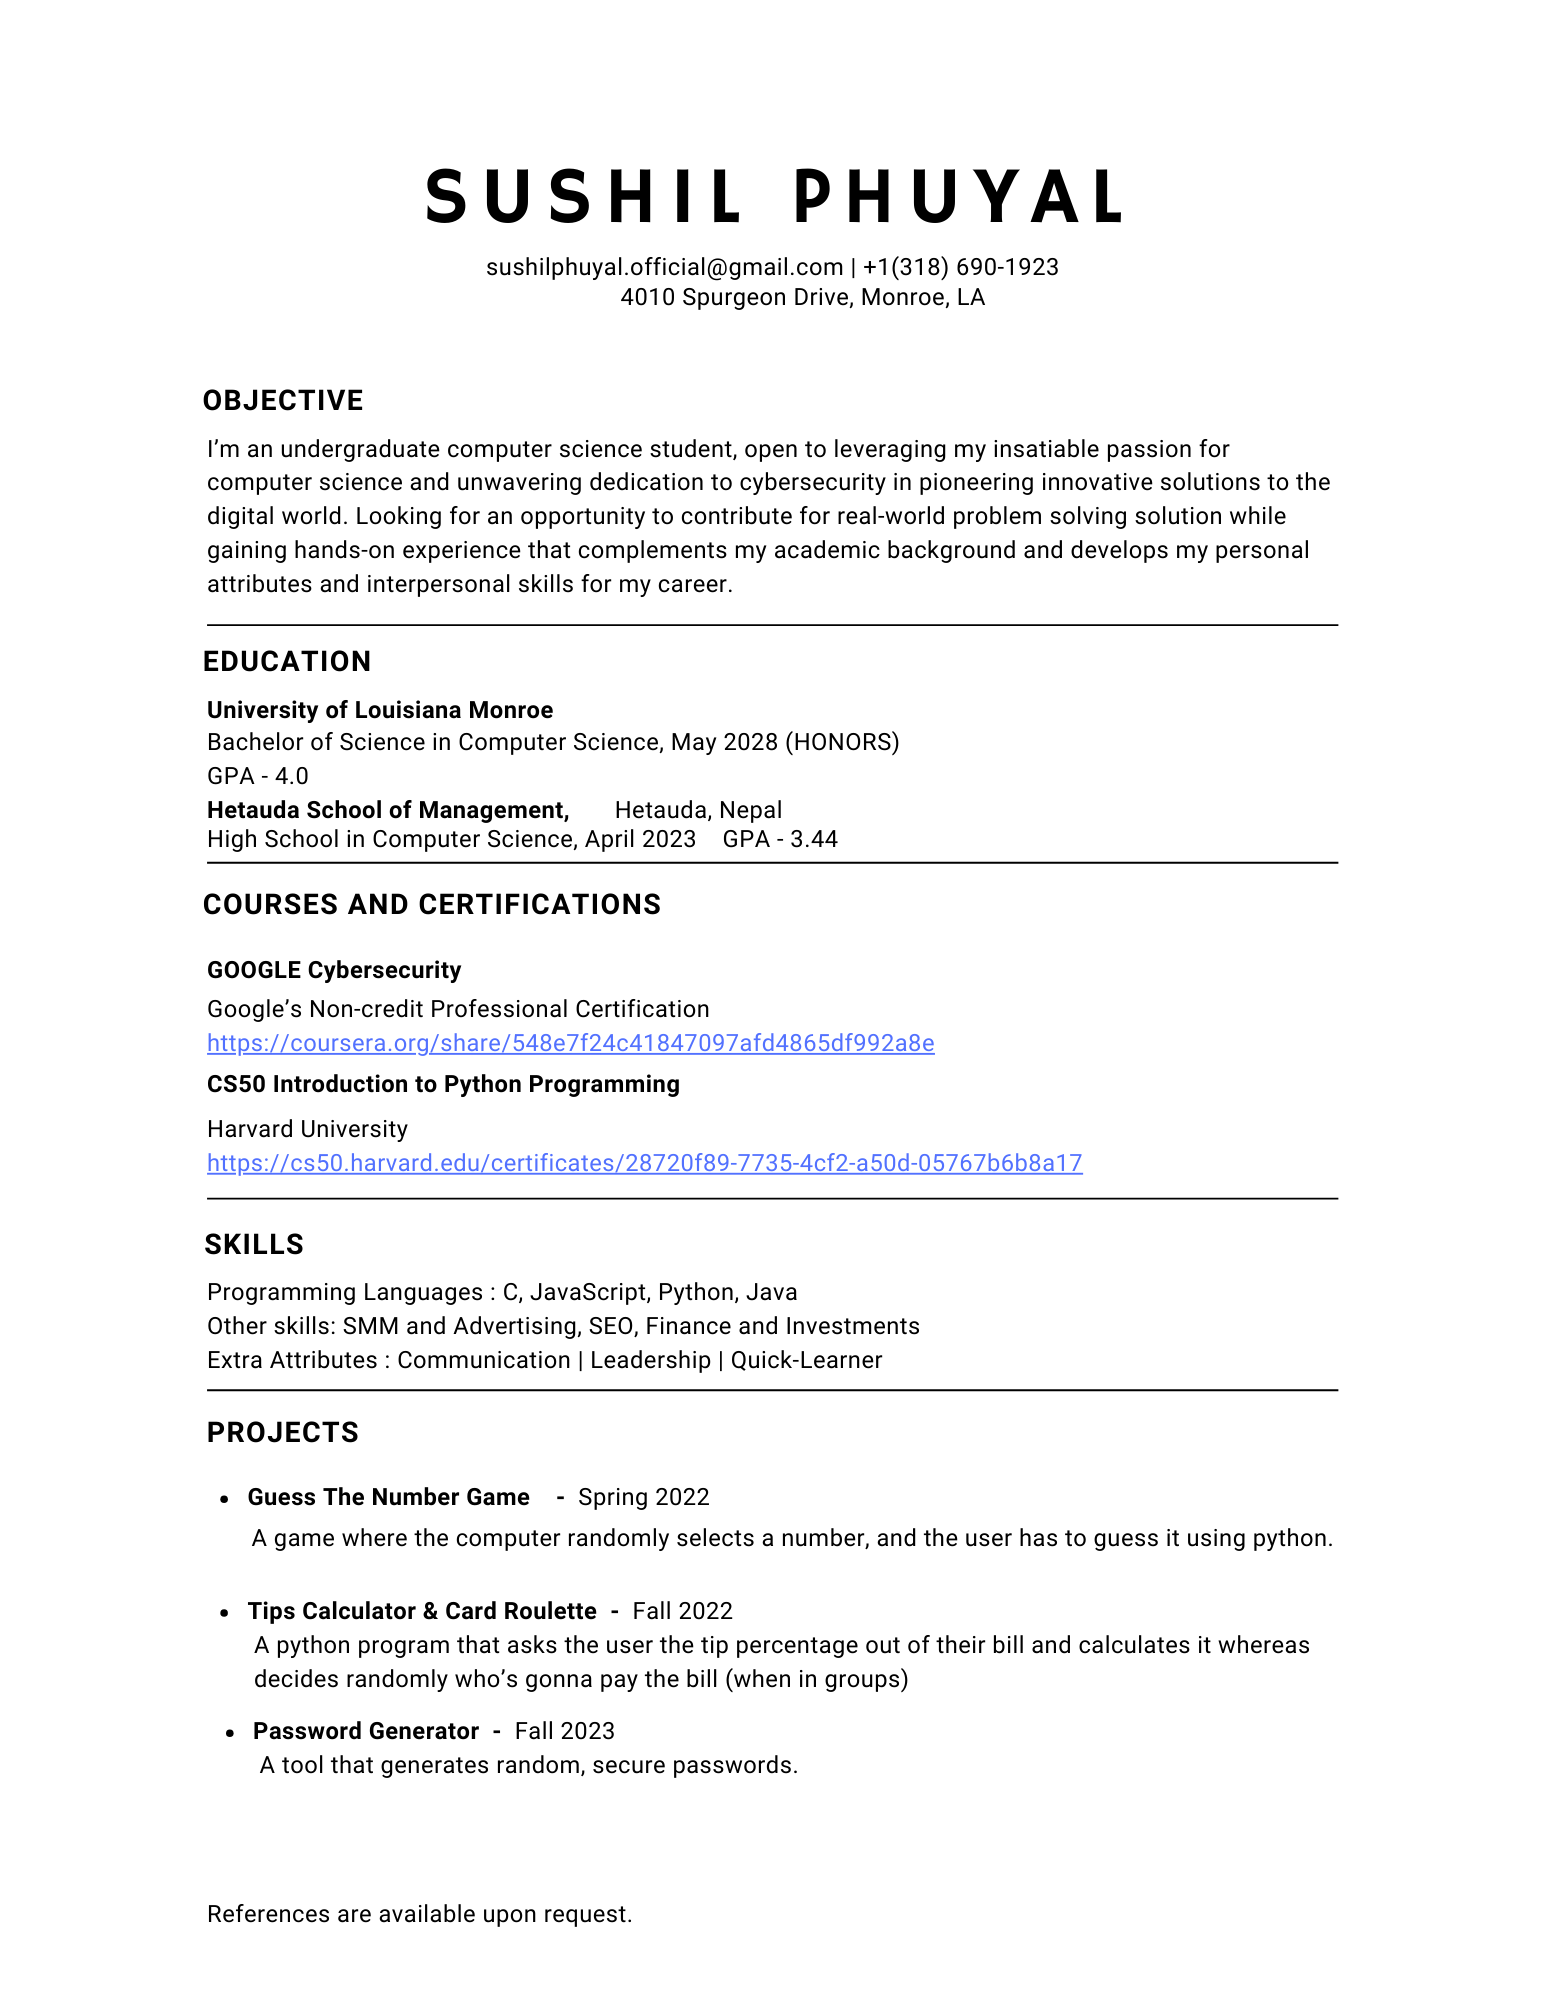 SUSHIL PHUYAL
sushilphuyal.official@gmail.com | +1(318) 690-1923
4010 Spurgeon Drive, Monroe, LA
OBJECTIVE
I’m an undergraduate computer science student, open to leveraging my insatiable passion for
computer science and unwavering dedication to cybersecurity in pioneering innovative solutions to the
digital world. Looking for an opportunity to contribute for real-world problem solving solution while
gaining hands-on experience that complements my academic background and develops my personal
attributes and interpersonal skills for my career.
EDUCATION
University of Louisiana Monroe
Bachelor of Science in Computer Science, May 2028 (HONORS)
GPA - 4.0
Hetauda School of Management, Hetauda, Nepal
High School in Computer Science, April 2023 GPA - 3.44
COURSES AND CERTIFICATIONS
GOOGLE Cybersecurity
Google’s Non-credit Professional Certification
https://coursera.org/share/548e7f24c41847097afd4865df992a8e
CS50 Introduction to Python Programming
Harvard University
https://cs50.harvard.edu/certificates/28720f89-7735-4cf2-a50d-05767b6b8a17
SKILLS
Programming Languages : C, JavaScript, Python, Java
Other skills: SMM and Advertising, SEO, Finance and Investments
Extra Attributes : Communication | Leadership | Quick-Learner
PROJECTS
• Guess The Number Game - Spring 2022
A game where the computer randomly selects a number, and the user has to guess it using python.
• Tips Calculator & Card Roulette - Fall 2022
A python program that asks the user the tip percentage out of their bill and calculates it whereas
decides randomly who’s gonna pay the bill (when in groups)
• Password Generator - Fall 2023
A tool that generates random, secure passwords.
References are available upon request.